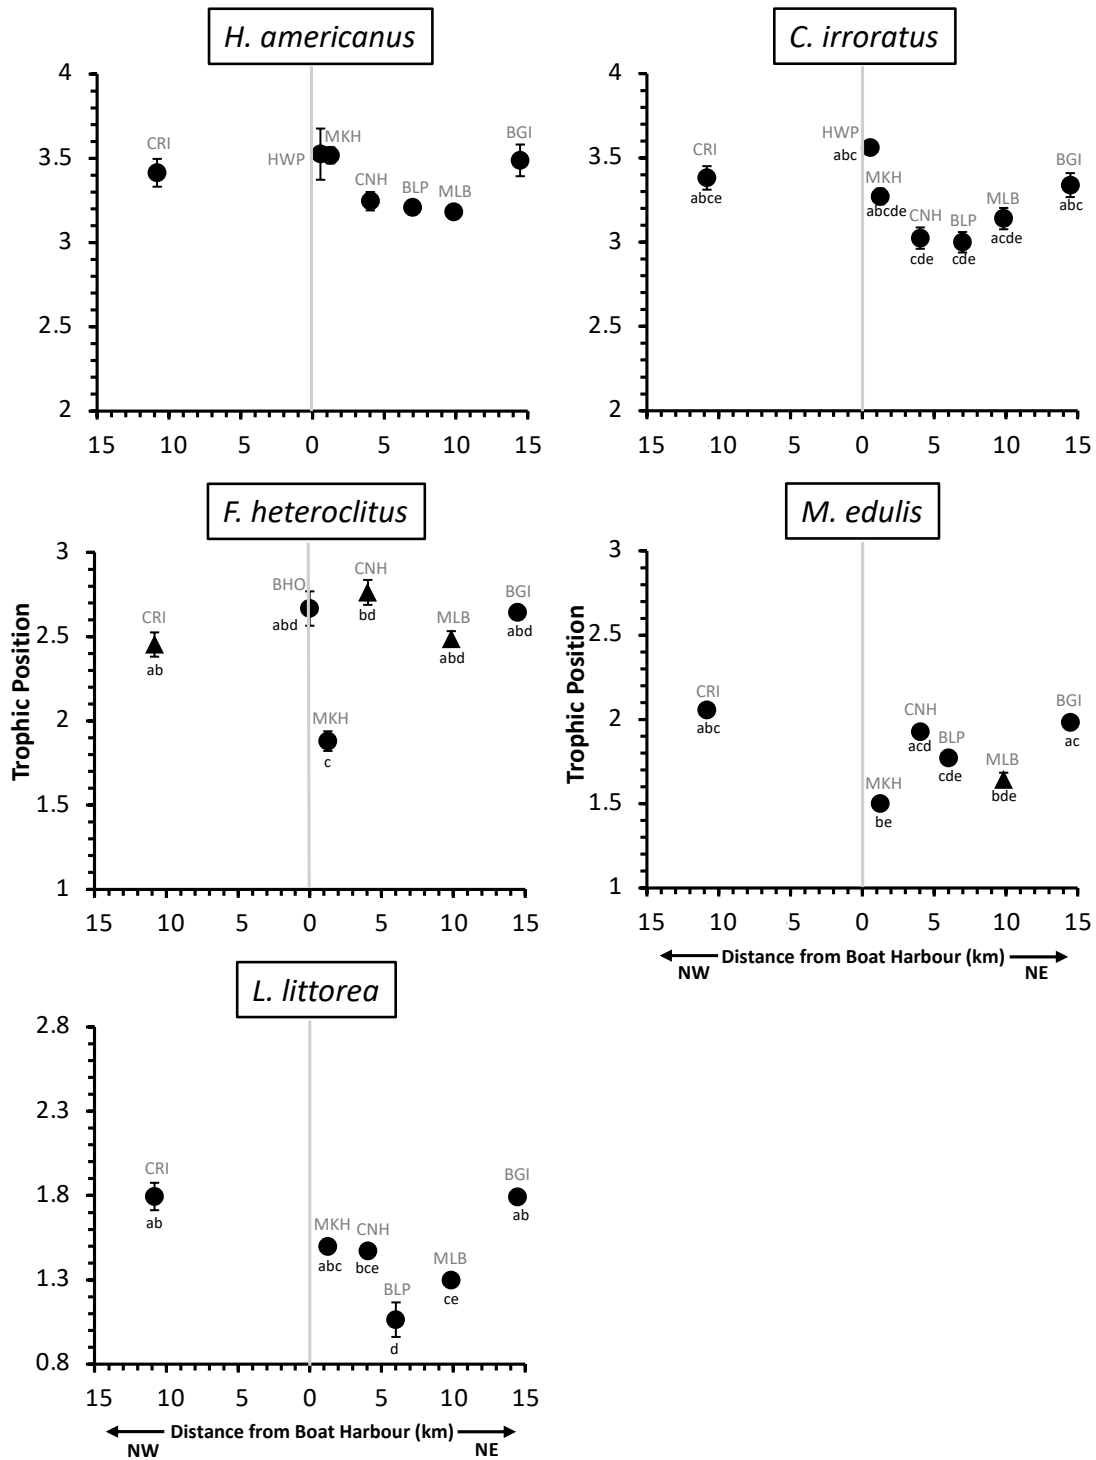 H. americanus
C. irroratus
4
3.5
3
2.5
2
CRI
HWP
MKH
CNH
BLP
MLB
BGI
15 10 0 5 10 15
4
3.5
3
2.5
2
CRI
abce
HWP
abc
MKH
abcde
CNH
cde
BLP
cde
MLB
acde
BGI
abc
15 10 0 5 10 15
F. heteroclitus
M. edulis
Trophic Position
3
2.5
2
1.5
1
CRI
ab
BHO
abd
MKH
c
CNH
bd
MLB
abd
BGI
abd
15 10 0 5 10 15
Trophic Position
3
2.5
2
1.5
1
CRI
abc
MKH
be
CNH
acd
BLP
cde
MLB
bde
BGI
ac
15 10 0 5 10 15
Distance from Boat Harbour (km)
NW NE
L. littorea
2.8
2.3
1.8
1.3
0.8
CRI
ab
MKH
abc
CNH
bce
BLP
d
MLB
ce
BGI
ab
15 10 0 5 10 15
Distance from Boat Harbour (km)
NW NE